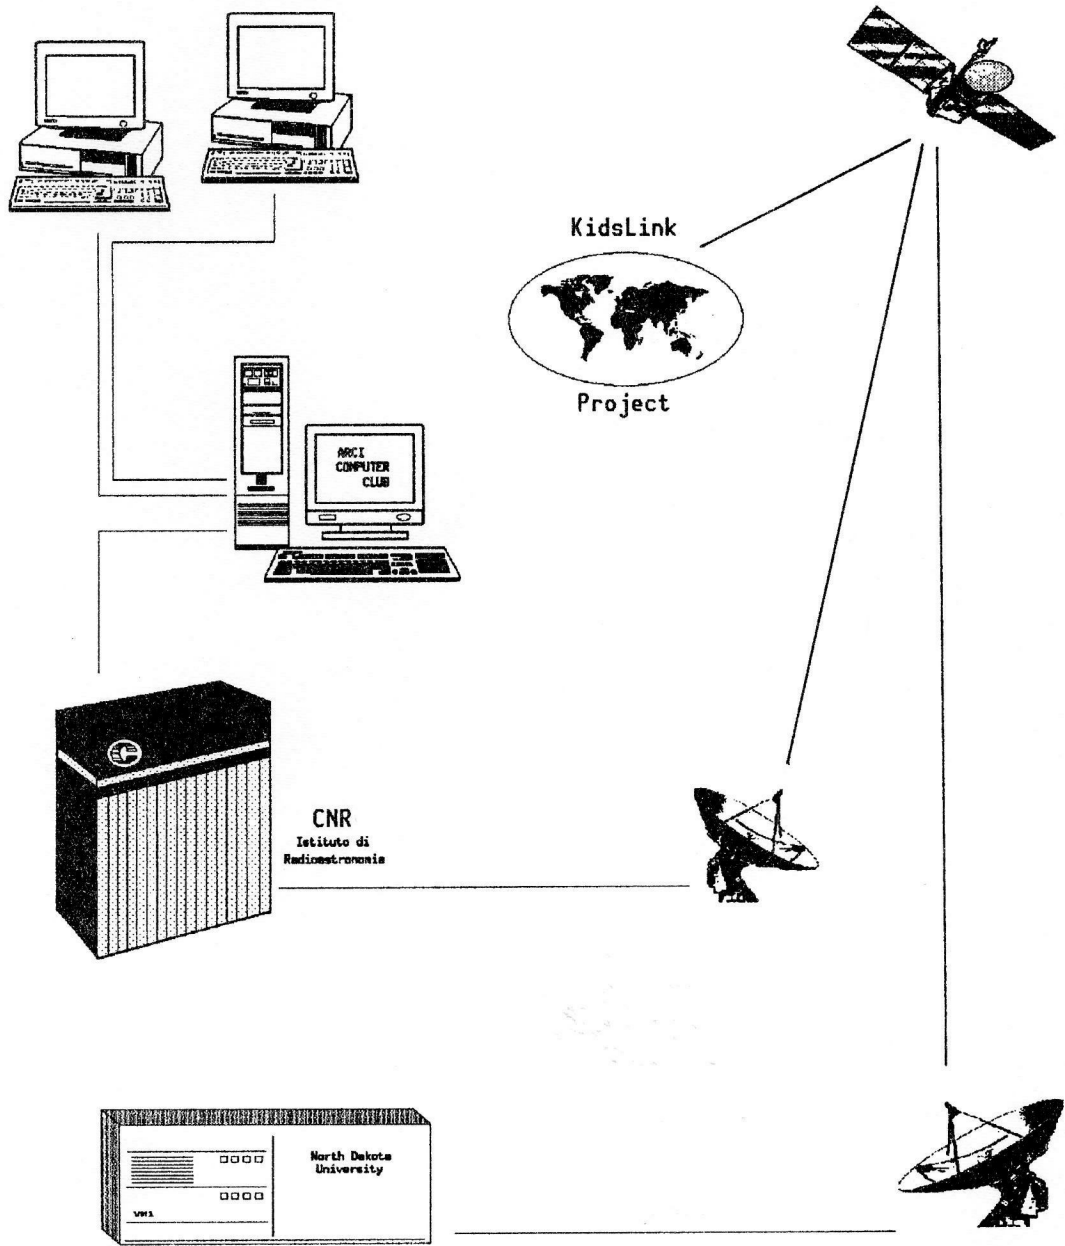 KidsLink
Project
ARCI
COMPUTER
CLUB
CNR
Istituto di
Radioastronomia
North Dakota
University